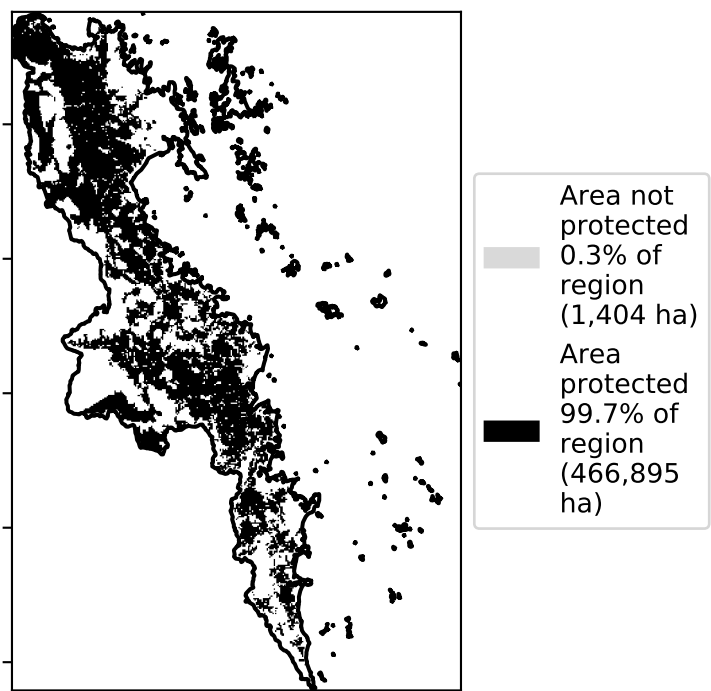 Area not
protected
0.3% of
region
(1,404 ha)
Area
protected
99.7% of
region
(466,895
ha)